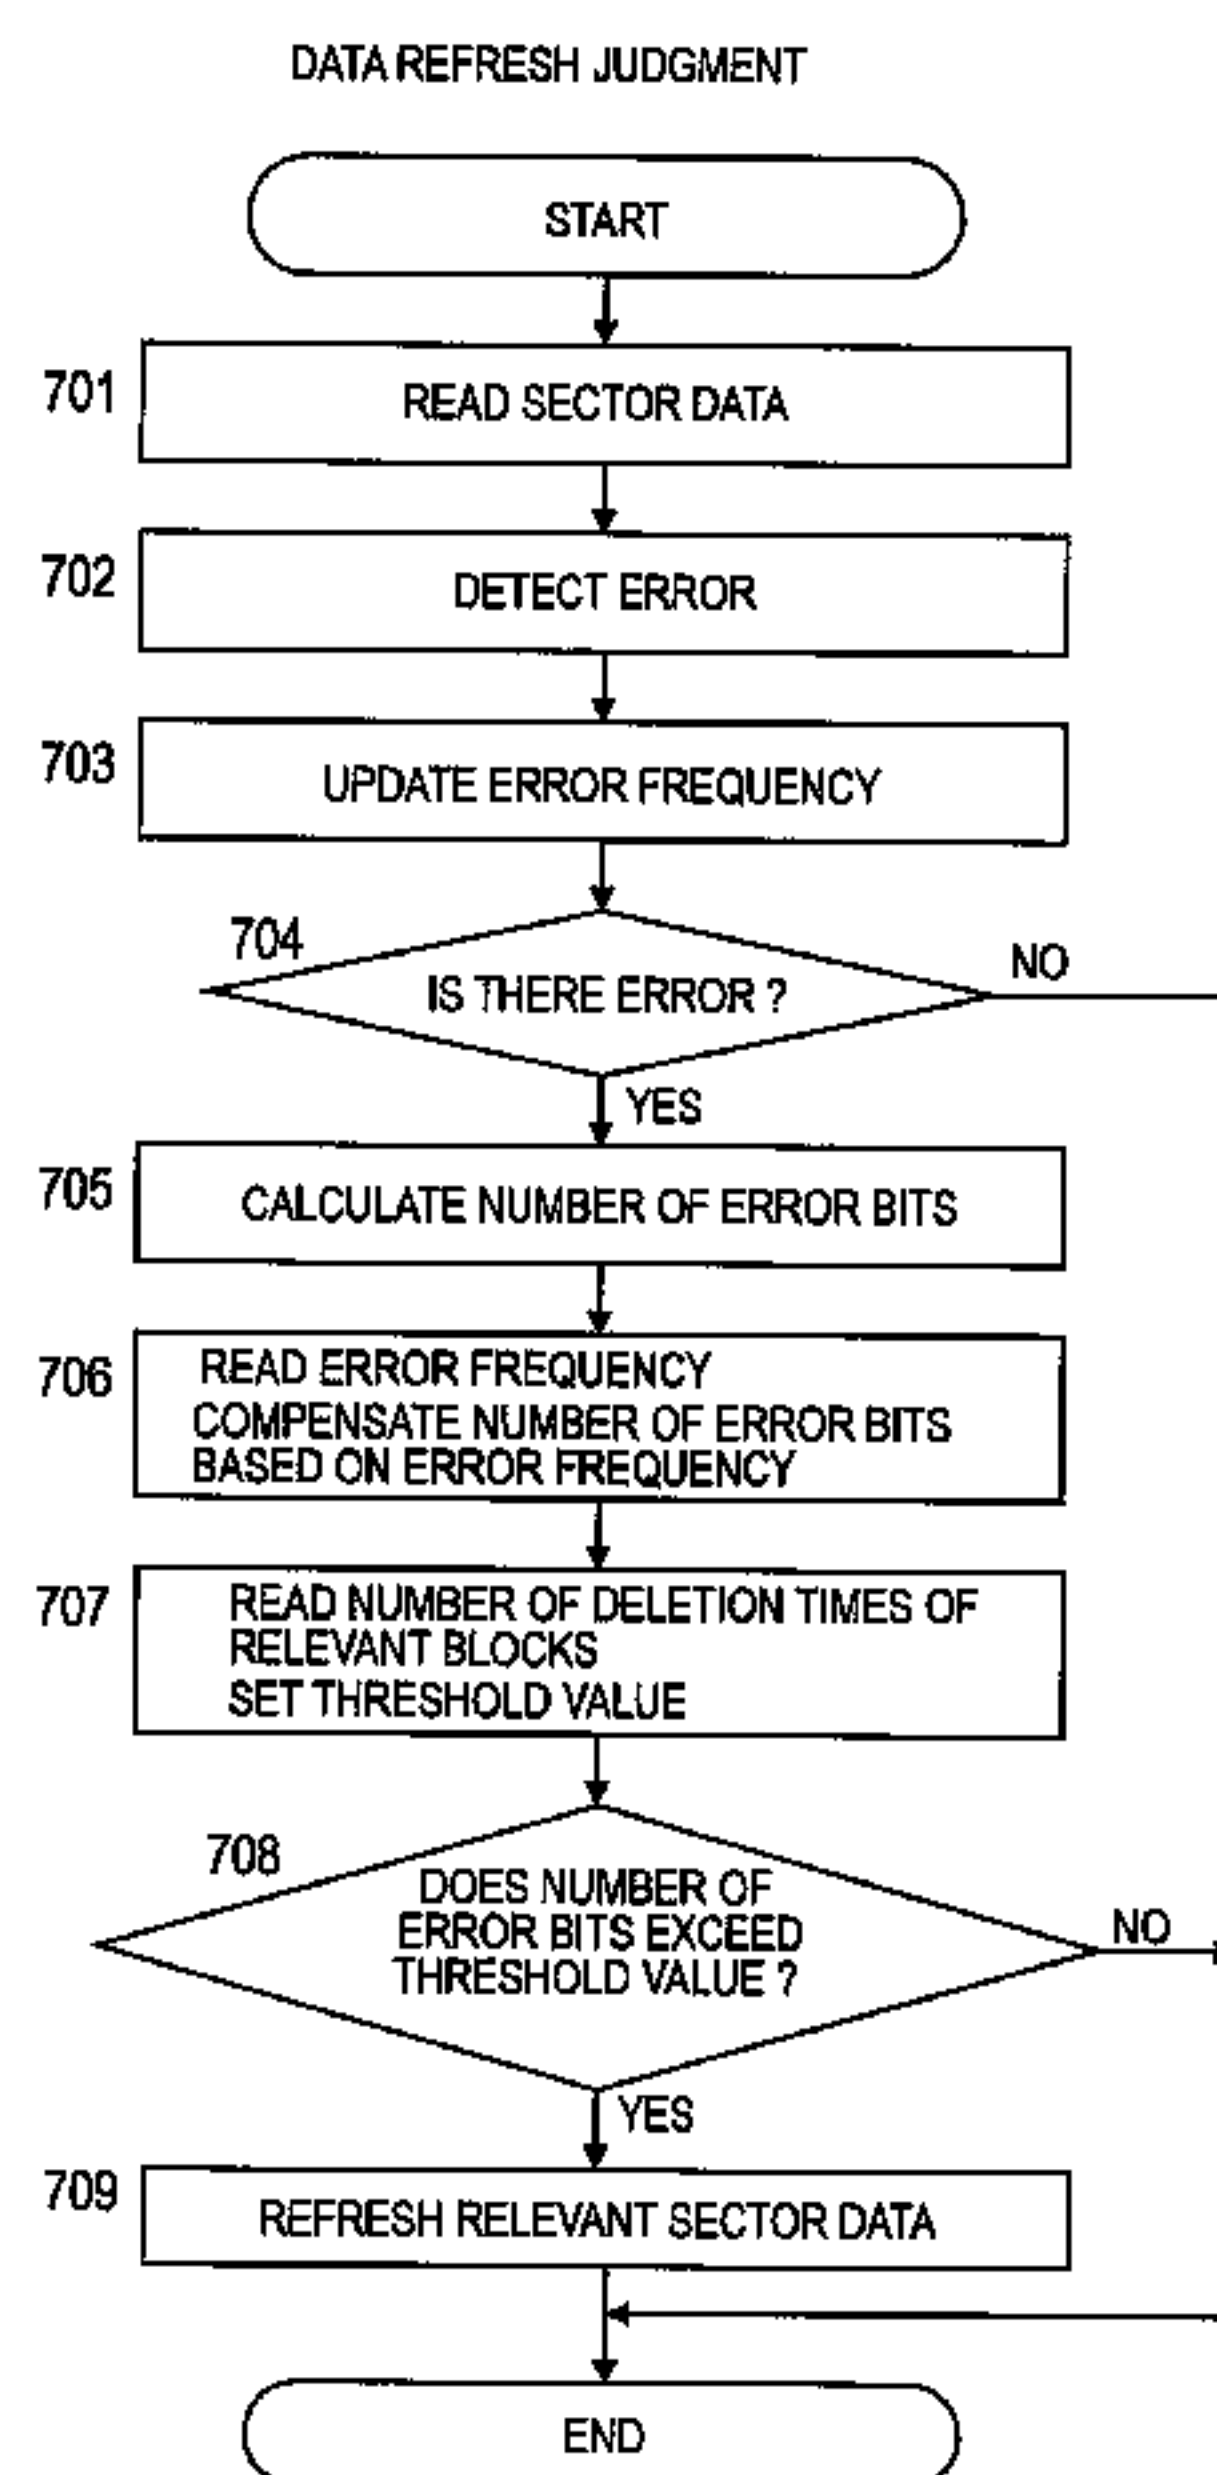 DATA REFRESH JUDGMENT
START
701
READ SECTOR DATA
702
DETECT ERROR
703
UPDATE ERROR FREQUENCY
704
IS THERE ERROR ?
NO
YES
705
CALCULATE NUMBER OF ERROR BITS
706
READ ERROR FREQUENCY
COMPENSATE NUMBER OF ERROR BITS
BASED ON ERROR FREQUENCY
707
READ NUMBER OF DELETION TIMES OF
RELEVANT BLOCKS
SET THRESHOLD VALUE
708
DOES NUMBER OF
ERROR BITS EXCEED
THRESHOLD VALUE ?
NO
YES
709
REFRESH RELEVANT SECTOR DATA
END